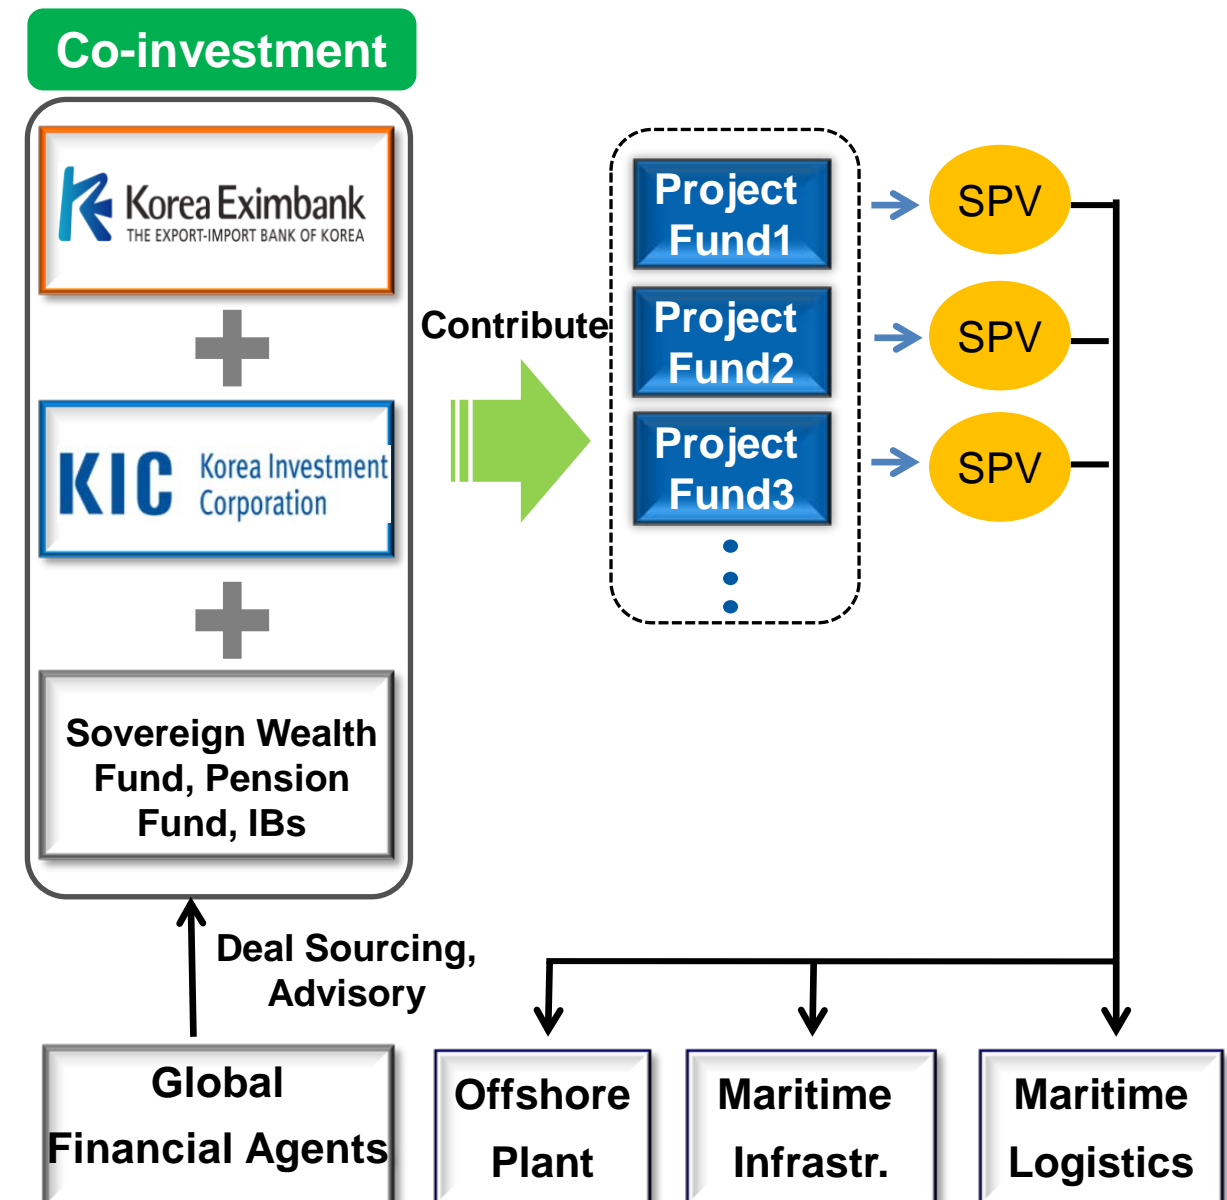 Co-investment
Korea Eximbank
THE EXPORT-IMPORT BANK OF KOREA
KIC Korea Investment
Corporation
Sovereign Wealth
Fund, Pension
Fund, IBs
Contribute
Project
Fund1
Project
Fund2
Project
Fund3
SPV
SPV
SPV
Deal Sourcing,
Advisory
Global
Financial Agents
Offshore
Plant
Maritime
Infrastr.
Maritime
Logistics